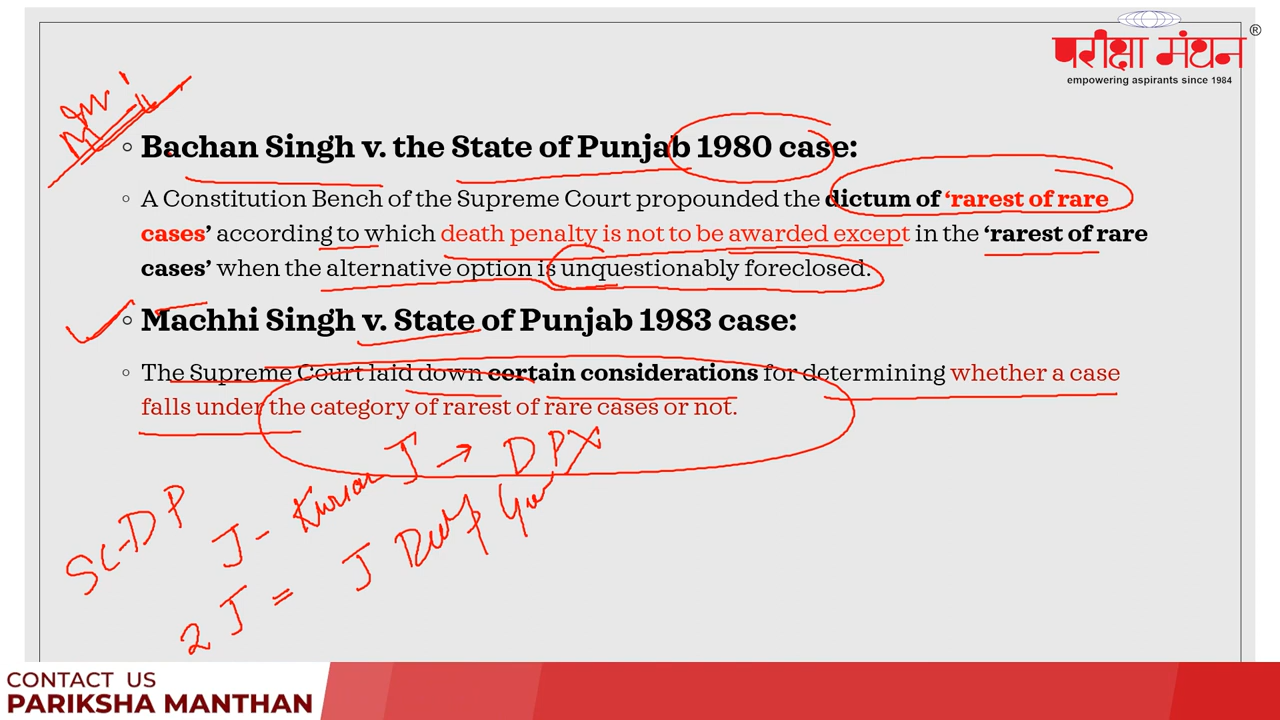 परीक्षा मंथन ®
empowering aspirants since 1984
Bachan Singh v. the State of Punjab 1980 case:
A Constitution Bench of the Supreme Court propounded the dictum of ‘rarest of rare
cases’ according to which death penalty is not to be awarded except in the ‘rarest of rare
cases’ when the alternative option is unquestionably foreclosed.
Machhi Singh v. State of Punjab 1983 case:
The Supreme Court laid down certain considerations for determining whether a case
falls under the category of rarest of rare cases or not.
SC-DP
J - Kurian J → DPX
2 J = J
CONTACT US
PARIKSHA MANTHAN